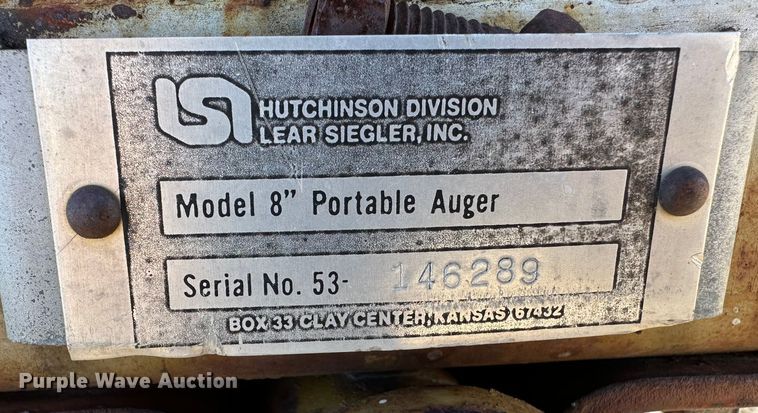 LSI
HUTCHINSON DIVISION
LEAR SIEGLER, INC.
Model 8" Portable Auger
Serial No. 53- 146289
BOX 33 CLAY CENTER, KANSAS 67432
Purple Wave Auction